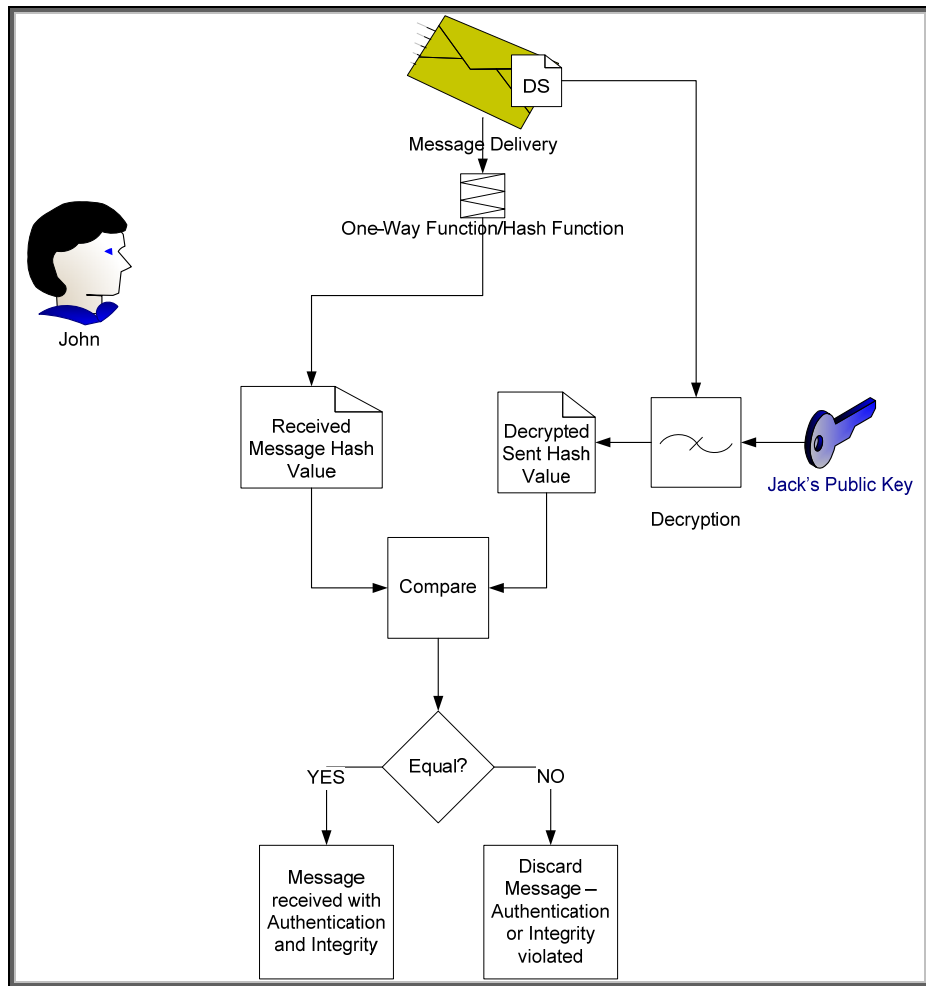 DS
Message Delivery
One-Way Function/Hash Function
John
Received
Message Hash
Value
Decrypted
Sent Hash
Value
Jack's Public Key
Decryption
Compare
Equal?
YES
NO
Message
received with
Authentication
and Integrity
Discard
Message –
Authentication
or Integrity
violated